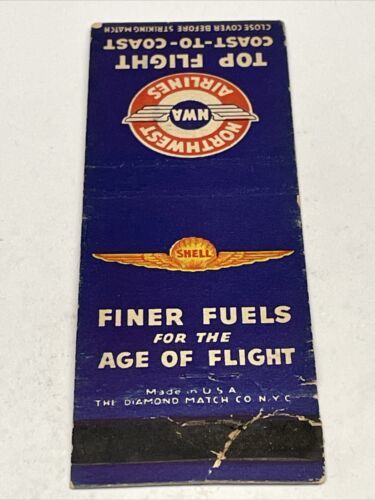 CLOSE COVER BEFORE STRIKING MATCH
COAST-TO-COAST
TOP FLIGHT
NORTHWEST
NWA
AIRLINES
SHELL
FINER FUELS
FOR THE
AGE OF FLIGHT
Made in U S A
THE DIAMOND MATCH CO. N.Y.C